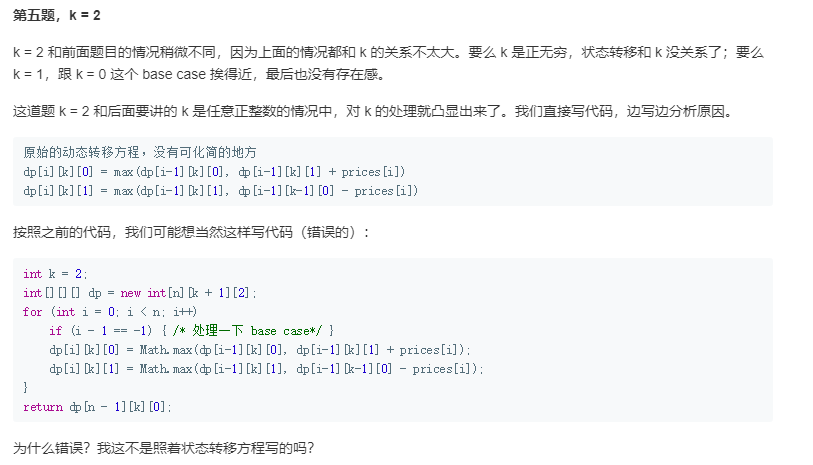 第五题，k = 2
k = 2 和前面题目的情况稍微不同，因为上面的情况都和 k 的关系不太大。要么 k 是正无穷，状态转移和 k 没关系了；要么
k = 1，跟 k = 0 这个 base case 挨得近，最后也没有存在感。
这道题 k = 2 和后面要讲的 k 是任意正整数的情况中，对 k 的处理就凸显出来了。我们直接写代码，边写边分析原因。
原始的动态转移方程，没有可化简的地方
dp[i][k][0] = max(dp[i-1][k][0], dp[i-1][k][1] + prices[i])
dp[i][k][1] = max(dp[i-1][k][1], dp[i-1][k-1][0] - prices[i])
按照之前的代码，我们可能想当然这样写代码（错误的）：
int k = 2;
int[][][] dp = new int[n][k + 1][2];
for (int i = 0; i < n; i++)
if (i - 1 == -1) { /* 处理一下 base case*/ }
dp[i][k][0] = Math.max(dp[i-1][k][0], dp[i-1][k][1] + prices[i]);
dp[i][k][1] = Math.max(dp[i-1][k][1], dp[i-1][k-1][0] - prices[i]);
}
return dp[n - 1][k][0];
为什么错误？我这不是照着状态转移方程写的吗？